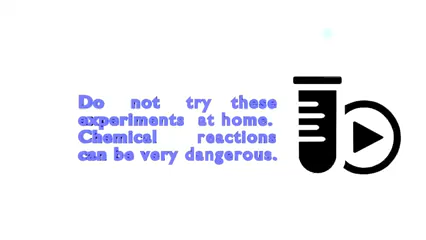 Do not try these
experiments at home.
Chemical reactions
can be very dangerous.